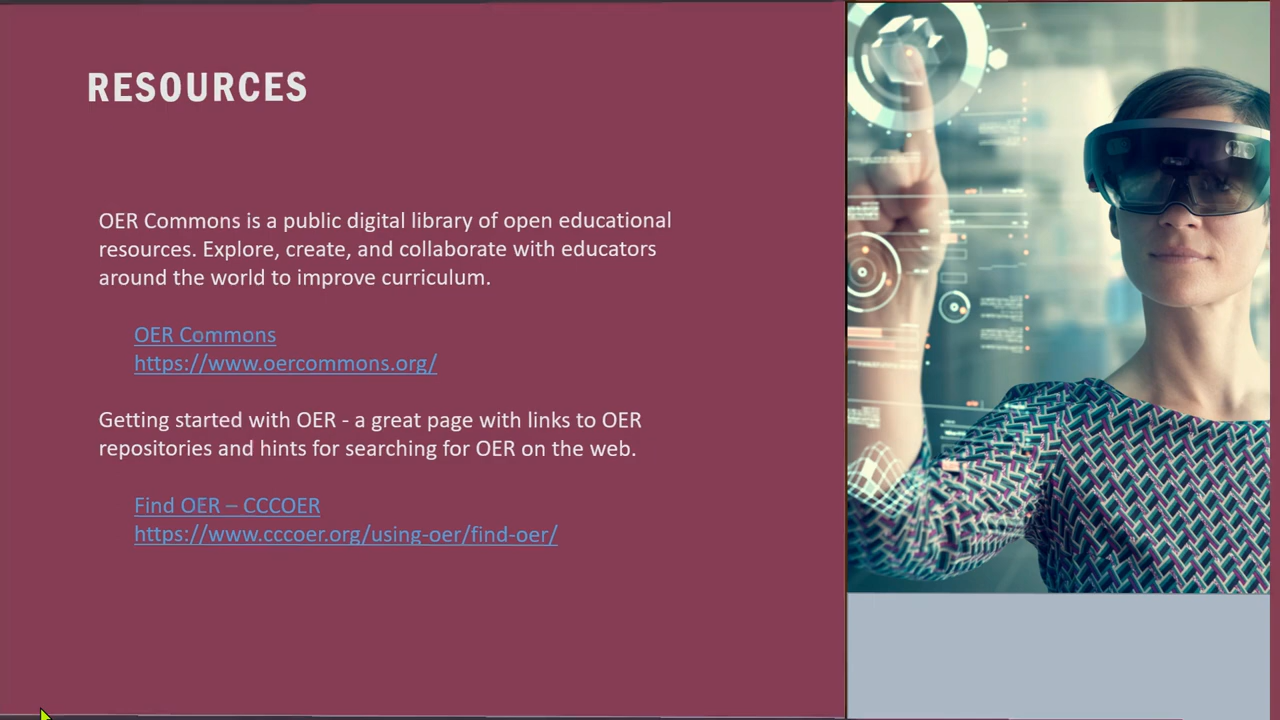 RESOURCES
OER Commons is a public digital library of open educational
resources. Explore, create, and collaborate with educators
around the world to improve curriculum.
OER Commons
https://www.oercommons.org/
Getting started with OER - a great page with links to OER
repositories and hints for searching for OER on the web.
Find OER – CCCOER
https://www.cccoer.org/using-oer/find-oer/